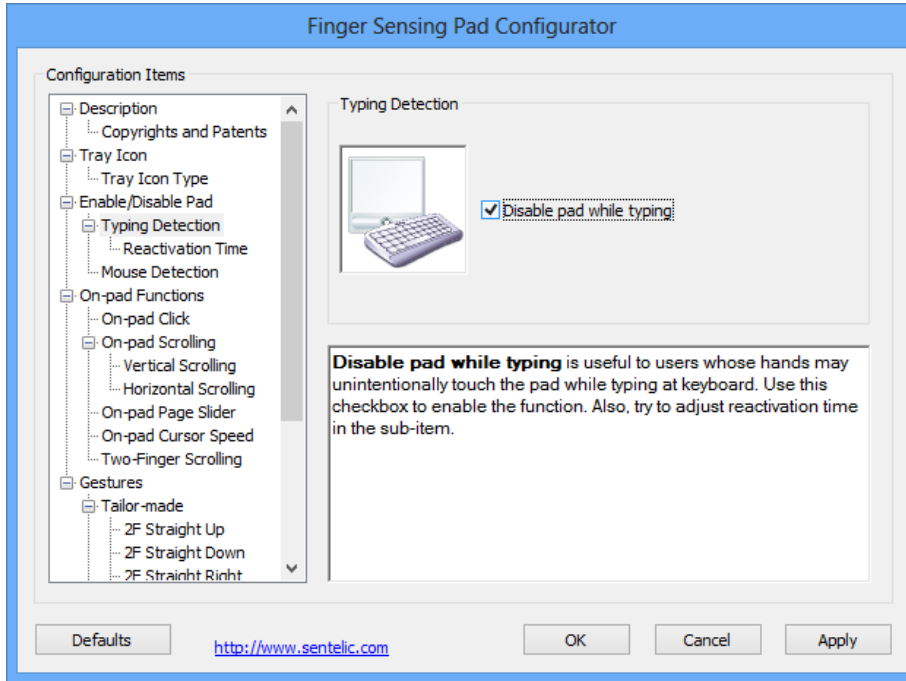 Finger Sensing Pad Configurator
Configuration Items
Description
Copyrights and Patents
Tray Icon
Tray Icon Type
Enable/Disable Pad
Typing Detection
Reactivation Time
Mouse Detection
On-pad Functions
On-pad Click
On-pad Scrolling
Vertical Scrolling
Horizontal Scrolling
On-pad Page Slider
On-pad Cursor Speed
Two-Finger Scrolling
Gestures
Tailor-made
2F Straight Up
2F Straight Down
2F Straight Right
Typing Detection
Disable pad while typing
Disable pad while typing is useful to users whose hands may
unintentionally touch the pad while typing at keyboard. Use this
checkbox to enable the function. Also, try to adjust reactivation time
in the sub-item.
Defaults
http://www.sentelic.com
OK
Cancel
Apply